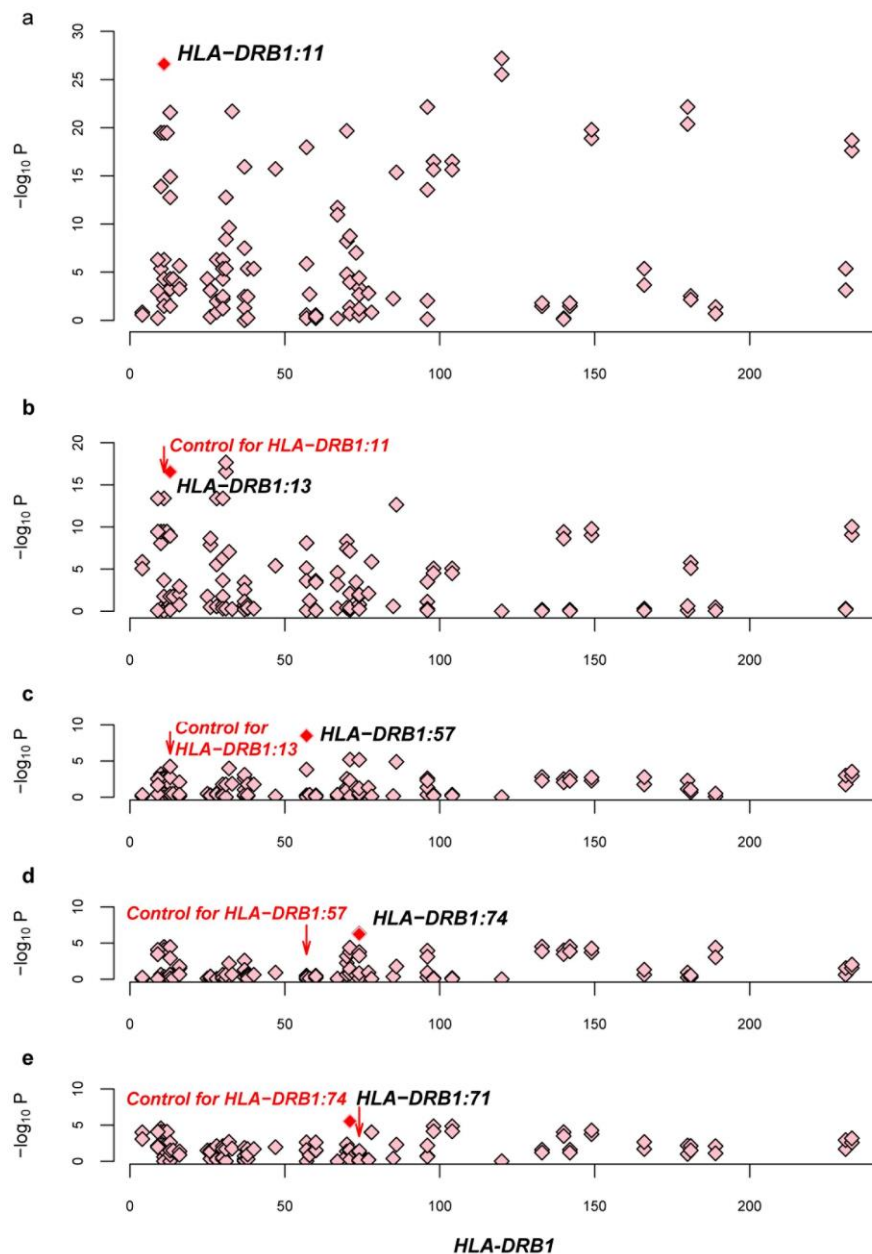 a
HLA−DRB1:11
−log10 P
30
25
20
15
10
5
0
0 50 100 150 200
b
Control for HLA−DRB1:11
HLA−DRB1:13
−log10 P
20
15
10
5
0
0 50 100 150 200
c
Control for
HLA−DRB1:13
HLA−DRB1:57
−log10 P
10
5
0
0 50 100 150 200
d
Control for HLA−DRB1:57
HLA−DRB1:74
−log10 P
10
5
0
0 50 100 150 200
e
Control for HLA−DRB1:74
HLA−DRB1:71
−log10 P
10
5
0
0 50 100 150 200
HLA-DRB1